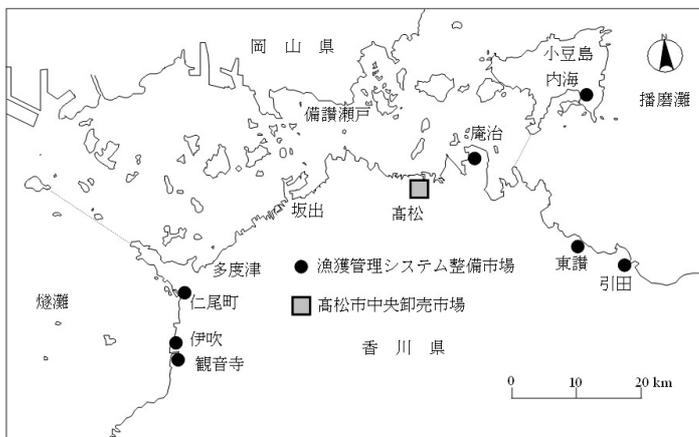 岡山県
小豆島
内海
播磨灘
備讃瀬戸
庵治
坂出
髙松
東讃
引田
多度津
漁獲管理システム整備市場
燧灘
仁尾町
髙松市中央卸売市場
伊吹
観音寺
香川県
0 10 20 km
N